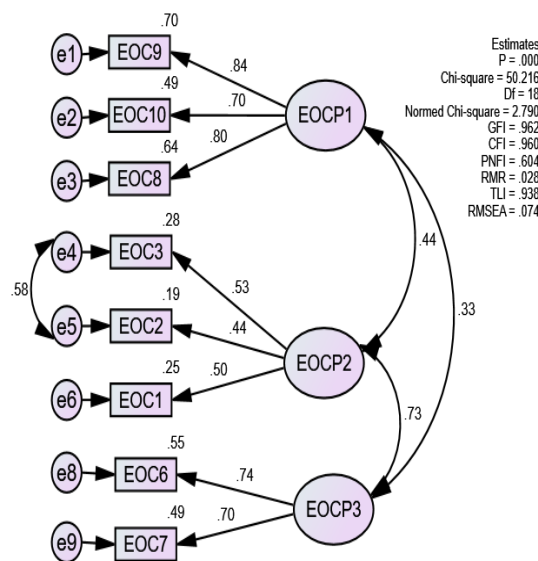 .70
e1
EOC9
.84
.49
e2
EOC10
.70
.64
e3
EOC8
.80
EOCP1
Estimates
P = .000
Chi-square = 50.216
Df = 18
Normed Chi-square = 2.790
GFI = .962
CFI = .960
PNFI = .604
RMR = .028
TLI = .938
RMSEA = .074
.44
.33
.28
e4
EOC3
.53
.58
.19
e5
EOC2
.44
.25
e6
EOC1
.50
EOCP2
.73
.55
e8
EOC6
.74
.49
e9
EOC7
.70
EOCP3